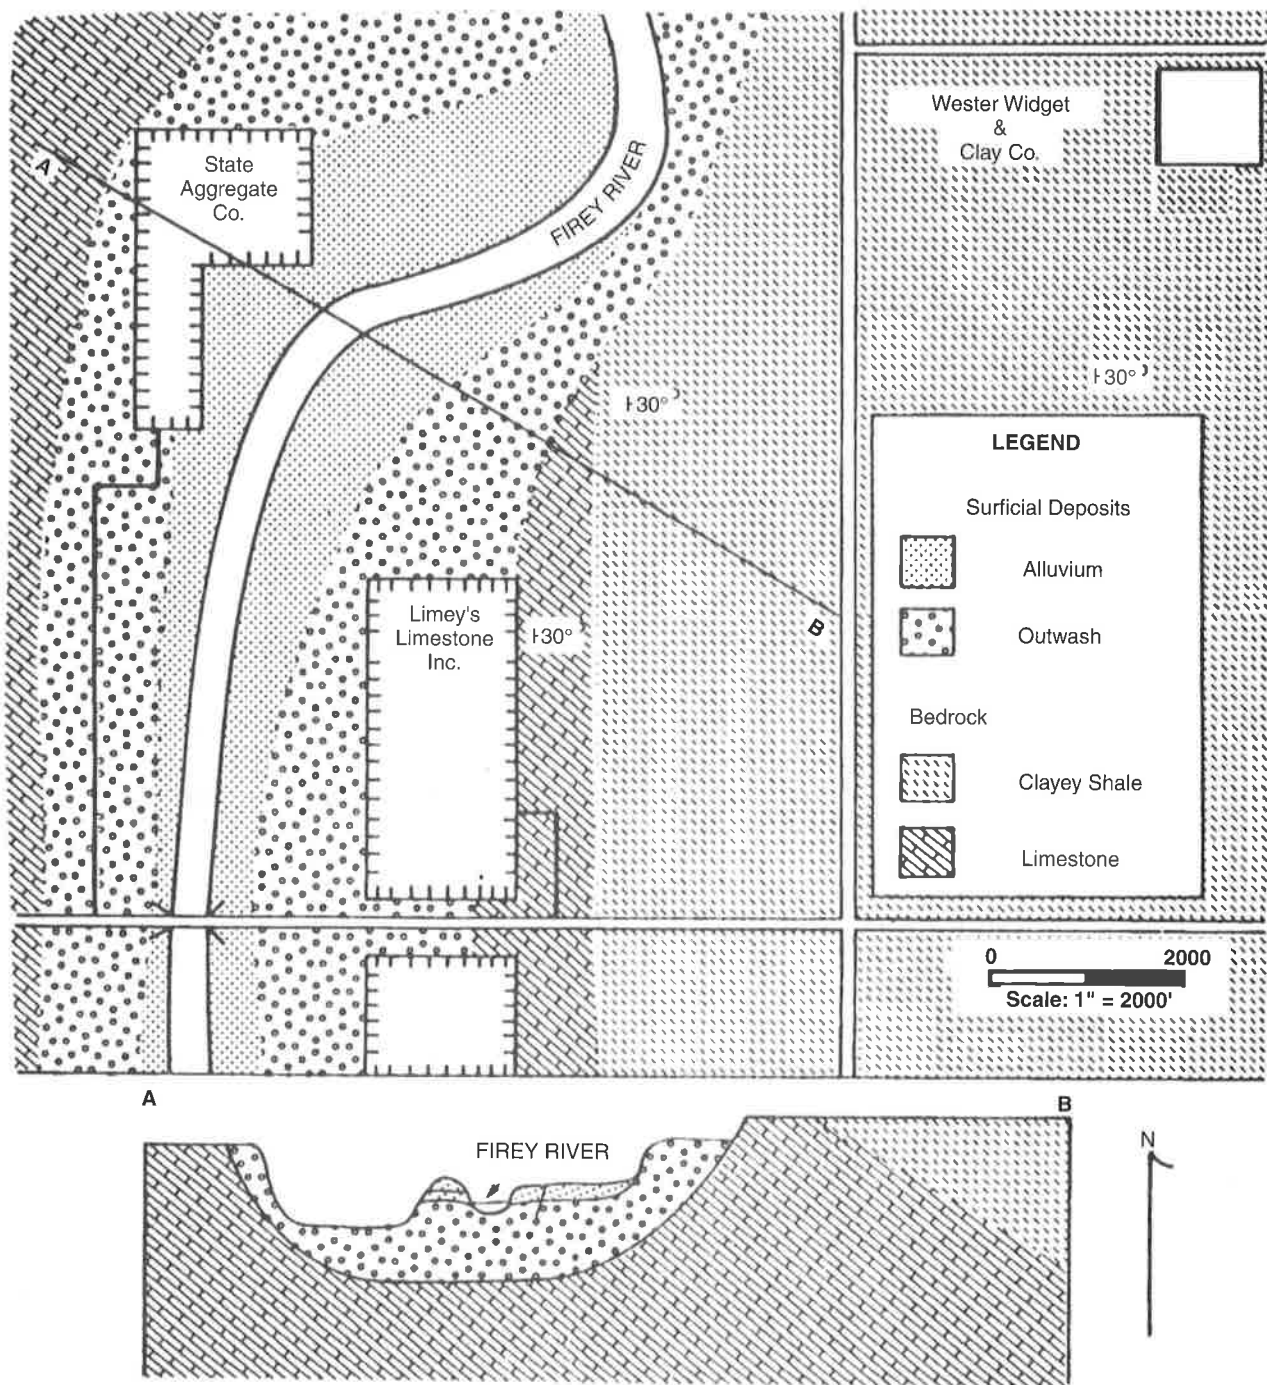 Wester Widget
&
Clay Co.
State
Aggregate
Co.
A
FIREY RIVER
⊦30°
⊦30°
LEGEND
Surficial Deposits
Alluvium
Outwash
Bedrock
Clayey Shale
Limestone
Limey's
Limestone
Inc.
⊦30°
B
0 2000
Scale: 1" = 2000'
A
B
FIREY RIVER
N